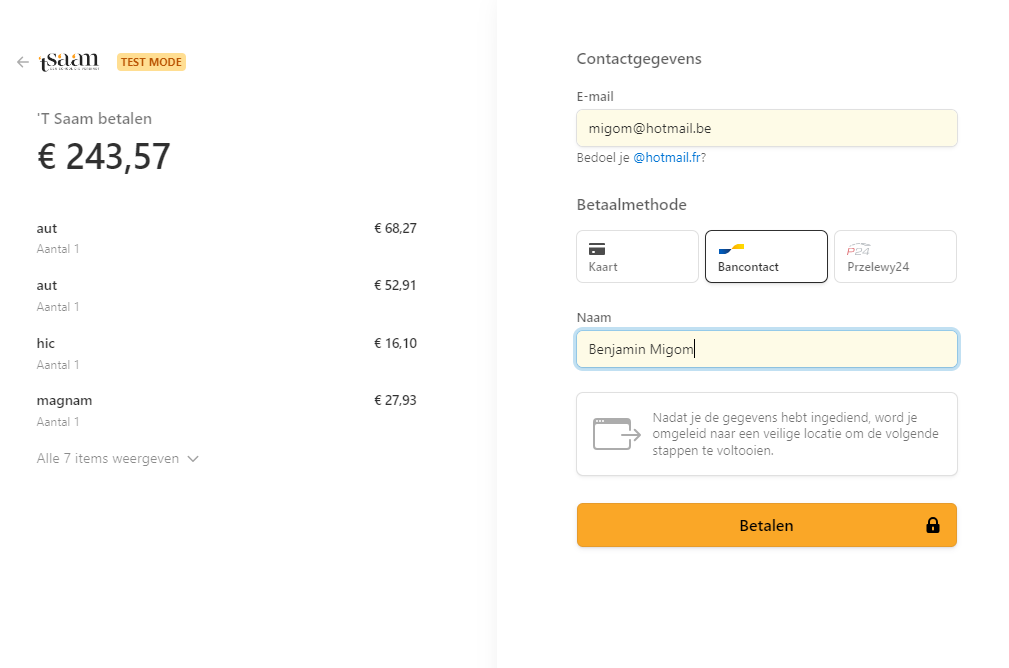 't saam
TEST MODE
'T Saam betalen
€ 243,57
aut € 68,27
Aantal 1
aut € 52,91
Aantal 1
hic € 16,10
Aantal 1
magnam € 27,93
Aantal 1
Alle 7 items weergeven
Contactgegevens
E-mail
migom@hotmail.be
Bedoel je @hotmail.fr?
Betaalmethode
Kaart
Bancontact
P24
Przelewy24
Naam
Benjamin Migom
Nadat je de gegevens hebt ingediend, word je
omgeleid naar een veilige locatie om de volgende
stappen te voltooien.
Betalen